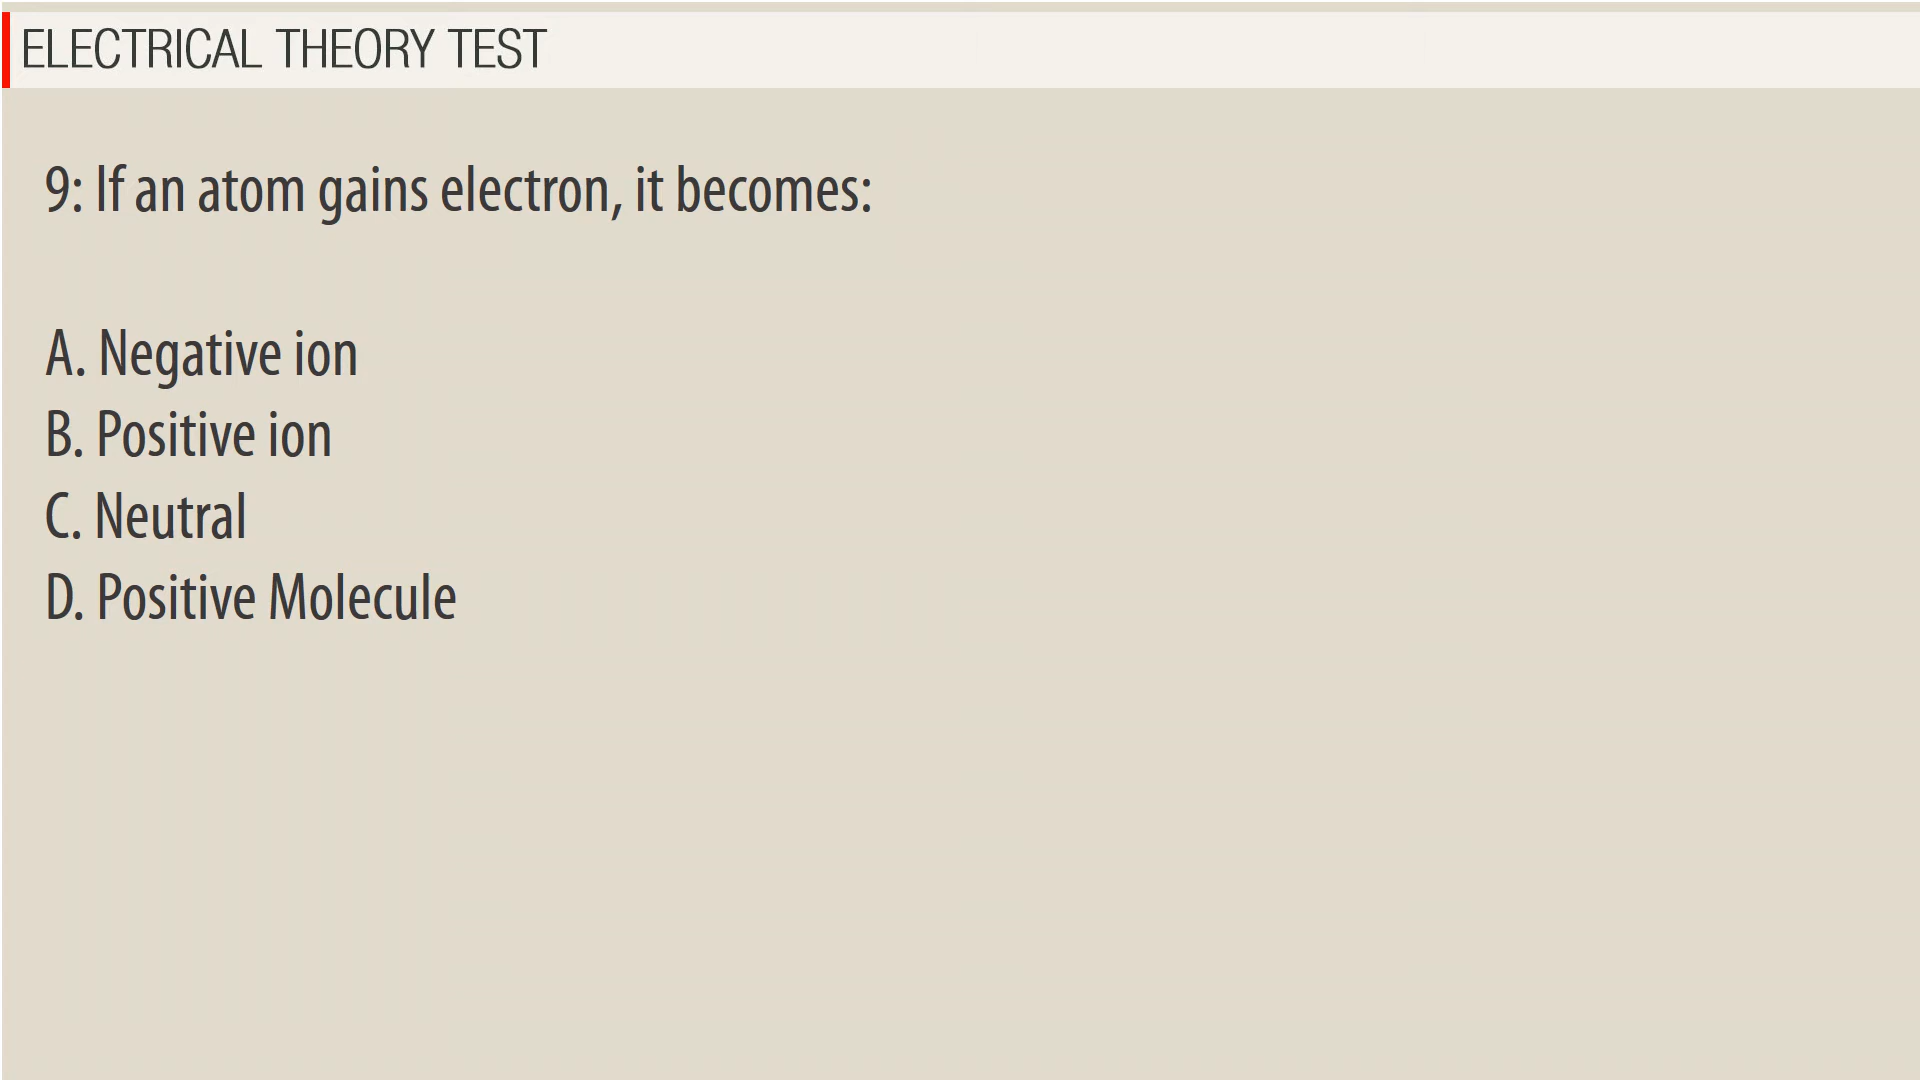 ELECTRICAL THEORY TEST
9: If an atom gains electron, it becomes:
A. Negative ion
B. Positive ion
C. Neutral
D. Positive Molecule